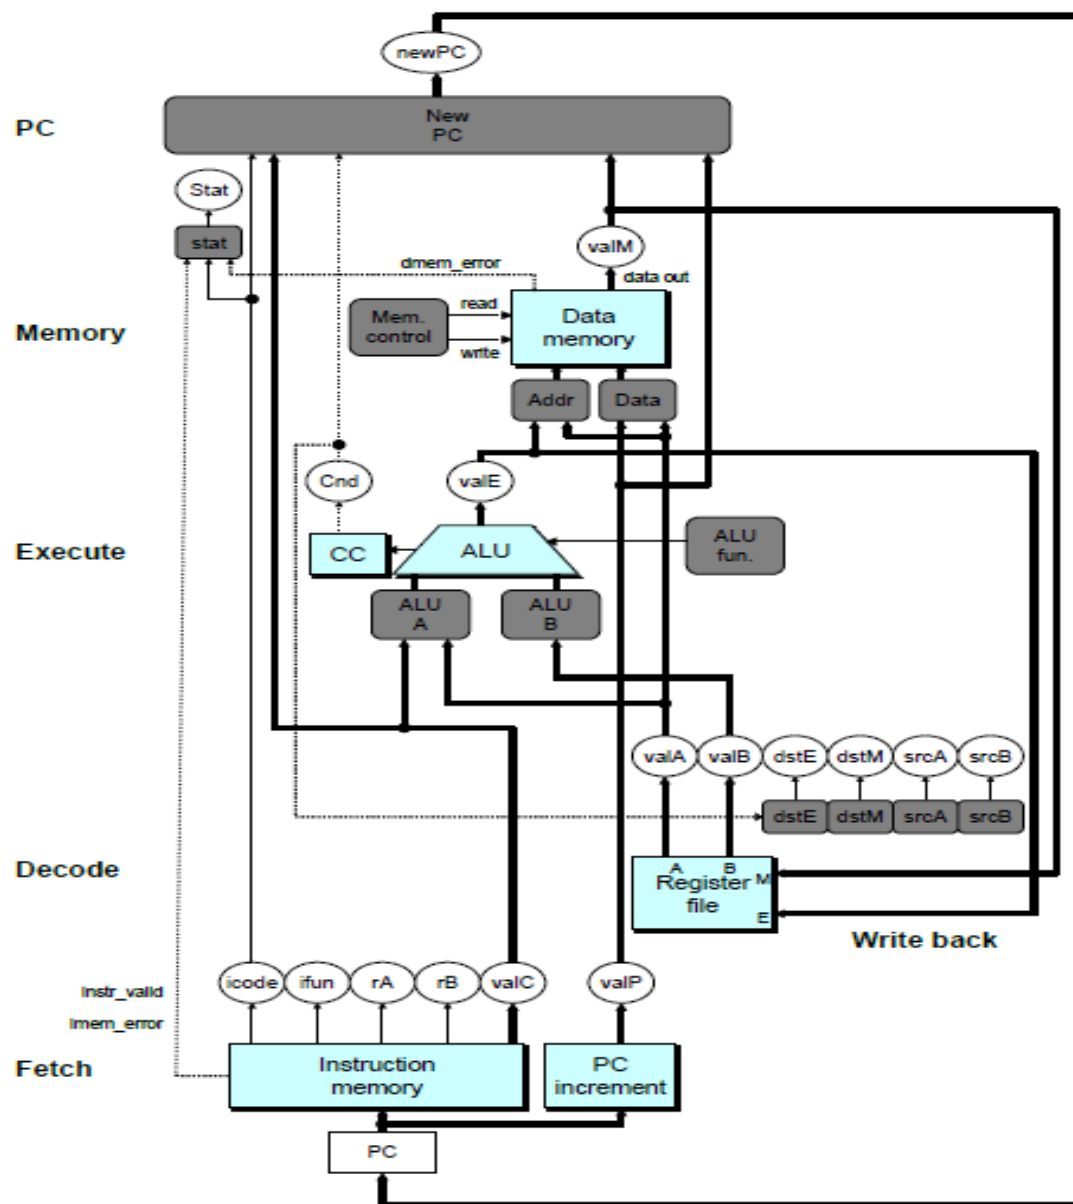 newPC
New
PC
PC
Stat
stat
valM
dmem_error
data out
Memory
Mem.
control
read
write
Data
memory
Addr
Data
Cnd
valE
Execute
CC
ALU
ALU
fun.
ALU
A
ALU
B
valA
valB
dstE
dstM
srcA
srcB
dstE
dstM
srcA
srcB
Decode
A
B
M
Register
file
E
Write back
icode
ifun
rA
rB
valC
valP
Instr_valid
Imem_error
Fetch
Instruction
memory
PC
increment
PC